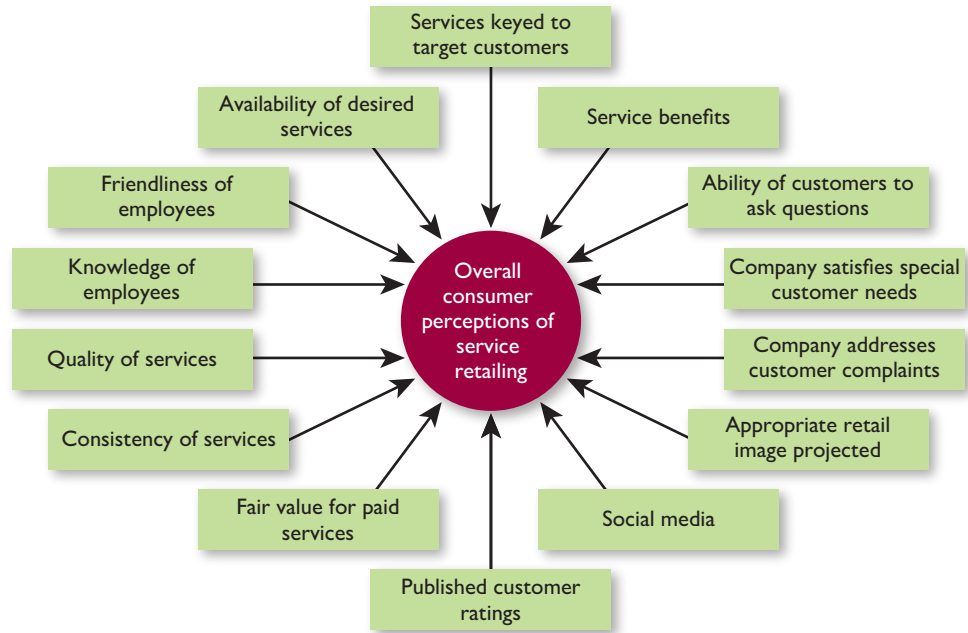 Services keyed to
target customers
Availability of desired
services
Service benefits
Friendliness of
employees
Ability of customers to
ask questions
Knowledge of
employees
Overall
consumer
perceptions of
service
retailing
Company satisfies special
customer needs
Quality of services
Company addresses
customer complaints
Consistency of services
Appropriate retail
image projected
Fair value for paid
services
Social media
Published customer
ratings